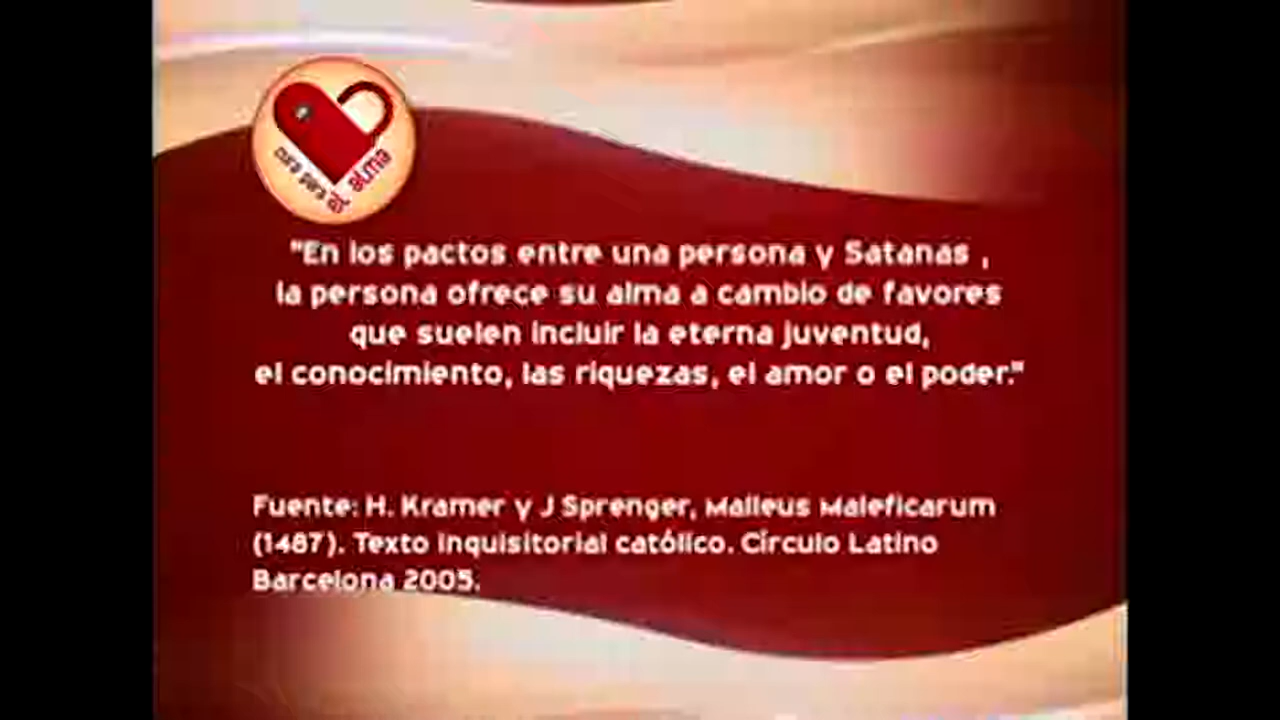 cura para el alma
"En los pactos entre una persona y Satanas ,
la persona ofrece su alma a cambio de favores
que suelen incluir la eterna juventud,
el conocimiento, las riquezas, el amor o el poder."
Fuente: H. Kramer y J Sprenger, Malleus Maleficarum
(1487). Texto inquisitorial católico. Círculo Latino
Barcelona 2005.